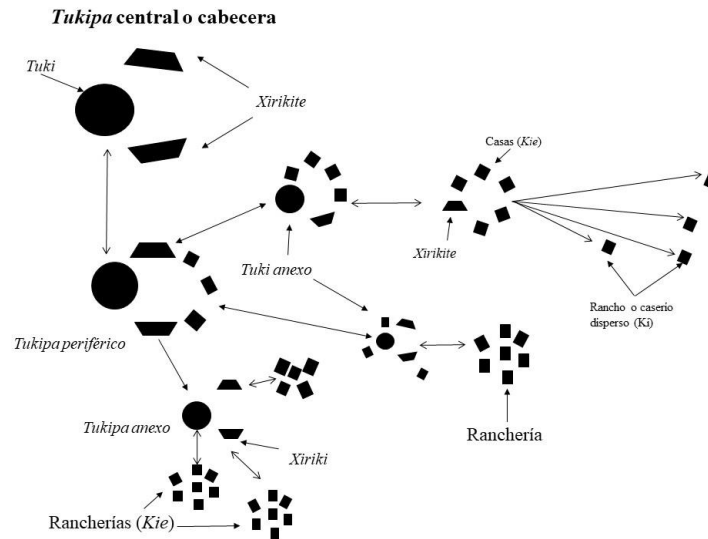 Tukipa central o cabecera
Tuki
Xirikite
Casas (Kie)
Xirikite
Tuki anexo
Rancho o caserio
disperso (Ki)
Tukipa periférico
Tukipa anexo
Xiriki
Ranchería
Rancherías (Kie)